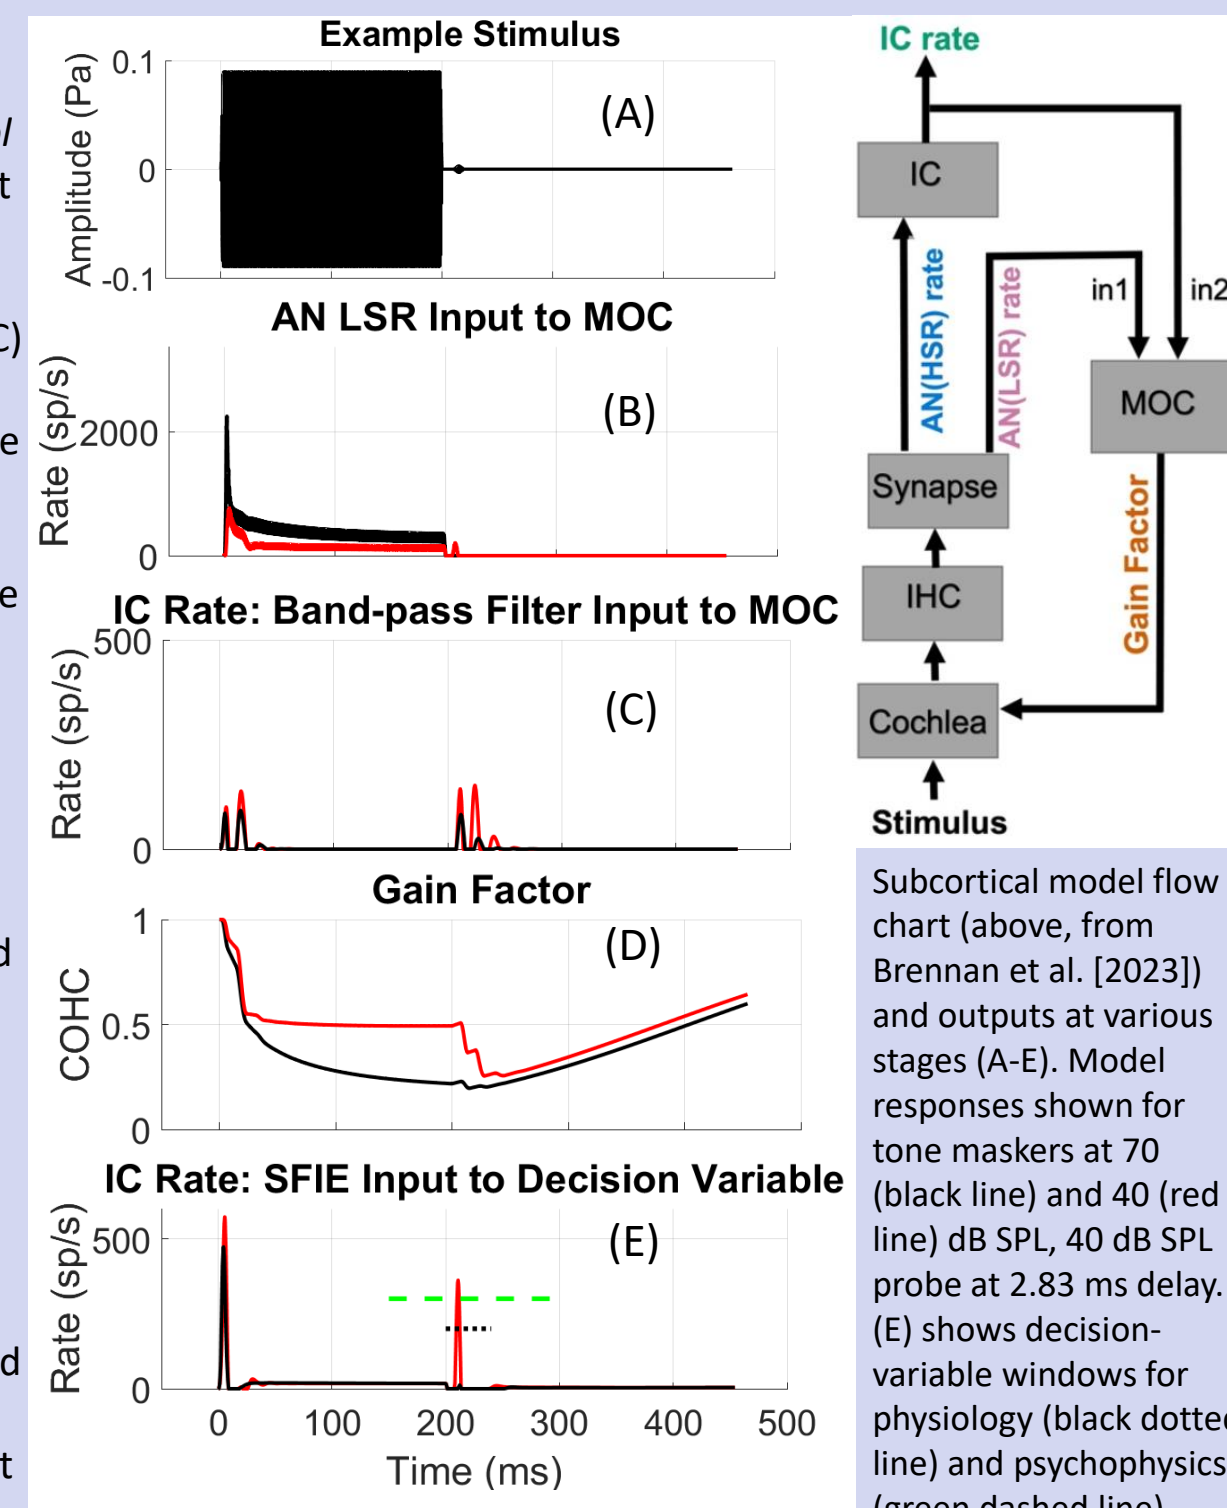 Example Stimulus
Amplitude (Pa)
0.1
0
-0.1
(A)
AN LSR Input to MOC
Rate (sp/s)
2000
0
(B)
IC Rate: Band-pass Filter Input to MOC
Rate (sp/s)
500
0
(C)
Gain Factor
COHC
1
0.5
0
(D)
IC Rate: SFIE Input to Decision Variable
Rate (sp/s)
500
0
(E)
0 100 200 300 400 500
Time (ms)
IC rate
IC
AN(HSR) rate
AN(LSR) rate
in1
in2
MOC
Synapse
Gain Factor
IHC
Cochlea
Stimulus
Subcortical model flow
chart (above, from
Brennan et al. [2023])
and outputs at various
stages (A-E). Model
responses shown for
tone maskers at 70
(black line) and 40 (red
line) dB SPL, 40 dB SPL
probe at 2.83 ms delay.
(E) shows decision-
variable windows for
physiology (black dotted
line) and psychophysics
(green dashed line)